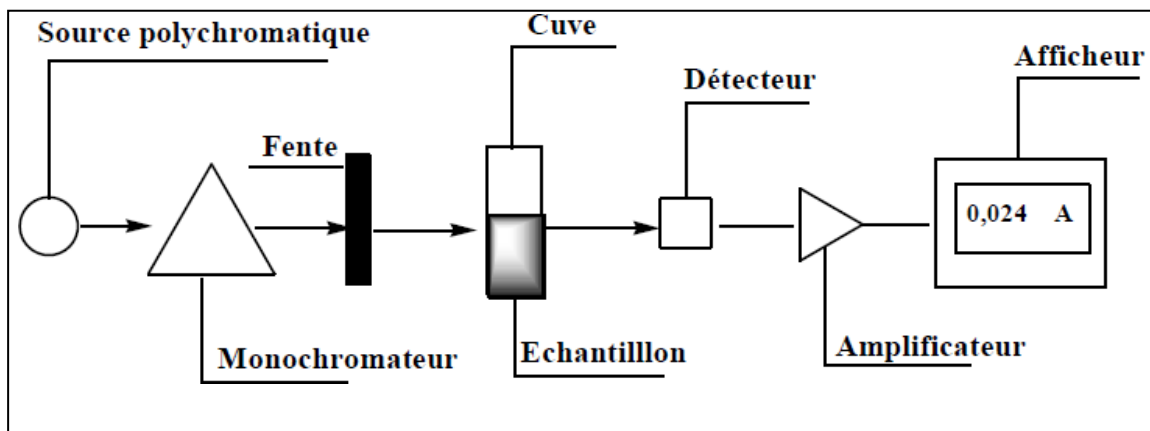 Source polychromatique
Cuve
Afficheur
Détecteur
Fente
0,024 A
Monochromateur
Echantilllon
Amplificateur